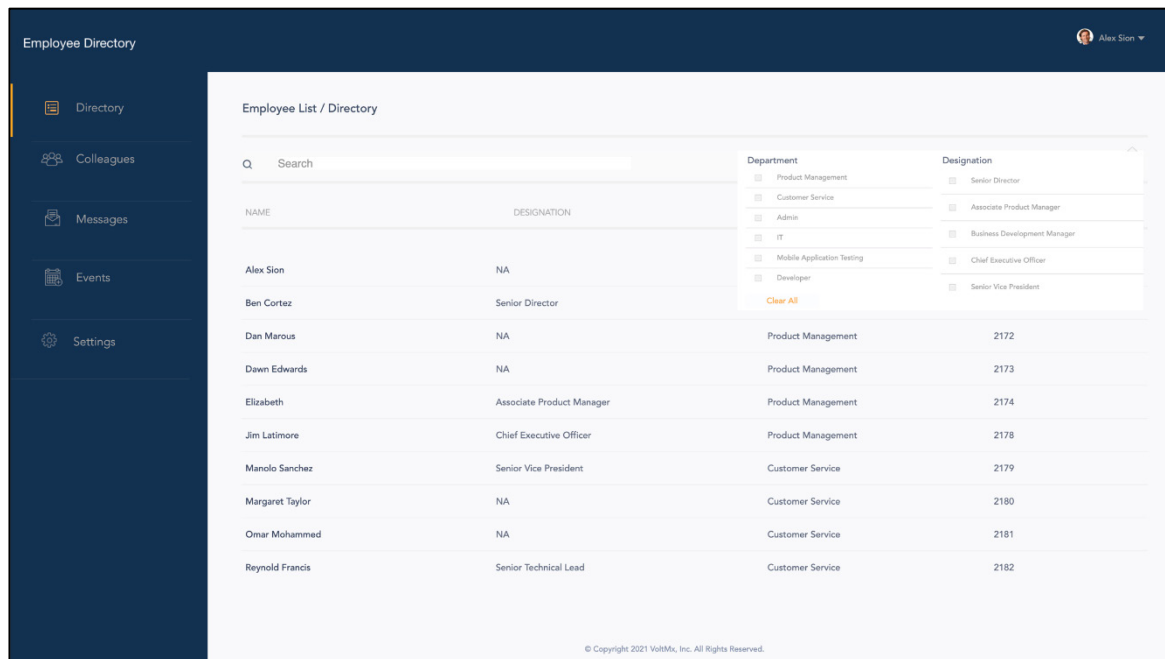 Employee Directory
Alex Sion
Directory
Colleagues
Messages
Events
Settings
Employee List / Directory
Search
Department
Product Management
Customer Service
Admin
IT
Mobile Application Testing
Developer
Clear All
Designation
Senior Director
Associate Product Manager
Business Development Manager
Chief Executive Officer
Senior Vice President
NAME DESIGNATION
Alex Sion NA
Ben Cortez Senior Director
Dan Marous NA Product Management 2172
Dawn Edwards NA Product Management 2173
Elizabeth Associate Product Manager Product Management 2174
Jim Latimore Chief Executive Officer Product Management 2178
Manolo Sanchez Senior Vice President Customer Service 2179
Margaret Taylor NA Customer Service 2180
Omar Mohammed NA Customer Service 2181
Reynold Francis Senior Technical Lead Customer Service 2182
© Copyright 2021 VoltMx, Inc. All Rights Reserved.